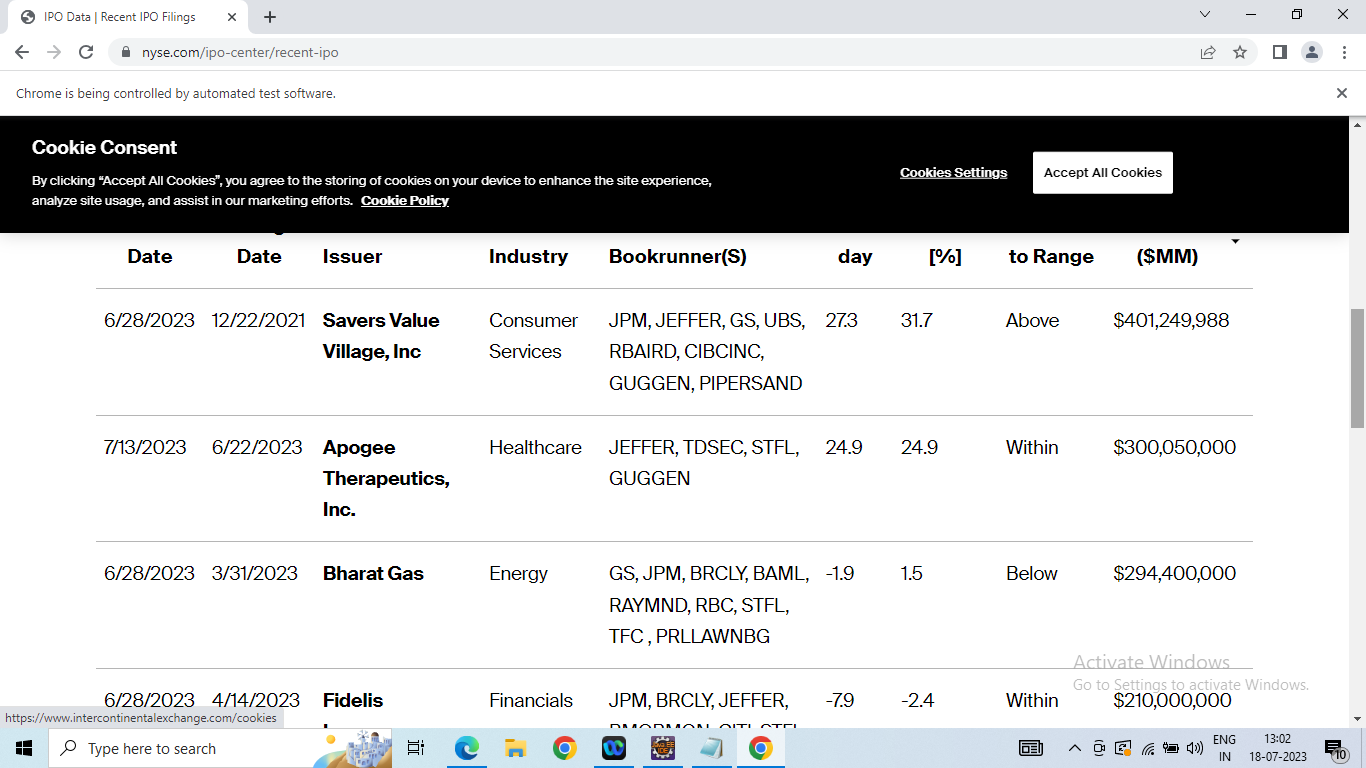 IPO Data | Recent IPO Filings
nyse.com/ipo-center/recent-ipo
Chrome is being controlled by automated test software.
Cookie Consent
By clicking “Accept All Cookies”, you agree to the storing of cookies on your device to enhance the site experience,
analyze site usage, and assist in our marketing efforts. Cookie Policy
Cookies Settings
Accept All Cookies
Date Date Issuer Industry Bookrunner(S) day [%] to Range ($MM)
6/28/2023 12/22/2021 Savers Value Consumer JPM, JEFFER, GS, UBS, 27.3 31.7 Above $401,249,988
Village, Inc Services RBAIRD, CIBCINC,
GUGGEN, PIPERSAND
7/13/2023 6/22/2023 Apogee Healthcare JEFFER, TDSEC, STFL, 24.9 24.9 Within $300,050,000
Therapeutics, GUGGEN
Inc.
6/28/2023 3/31/2023 Bharat Gas Energy GS, JPM, BRCLY, BAML, -1.9 1.5 Below $294,400,000
RAYMND, RBC, STFL,
TFC , PRLLAWNBG
Activate Windows
Go to Settings to activate Windows.
6/28/2023 4/14/2023 Fidelis Financials JPM, BRCLY, JEFFER, -7.9 -2.4 Within $210,000,000
https://www.intercontinentalexchange.com/cookies
Type here to search
ENG
IN
13:02
18-07-2023
10